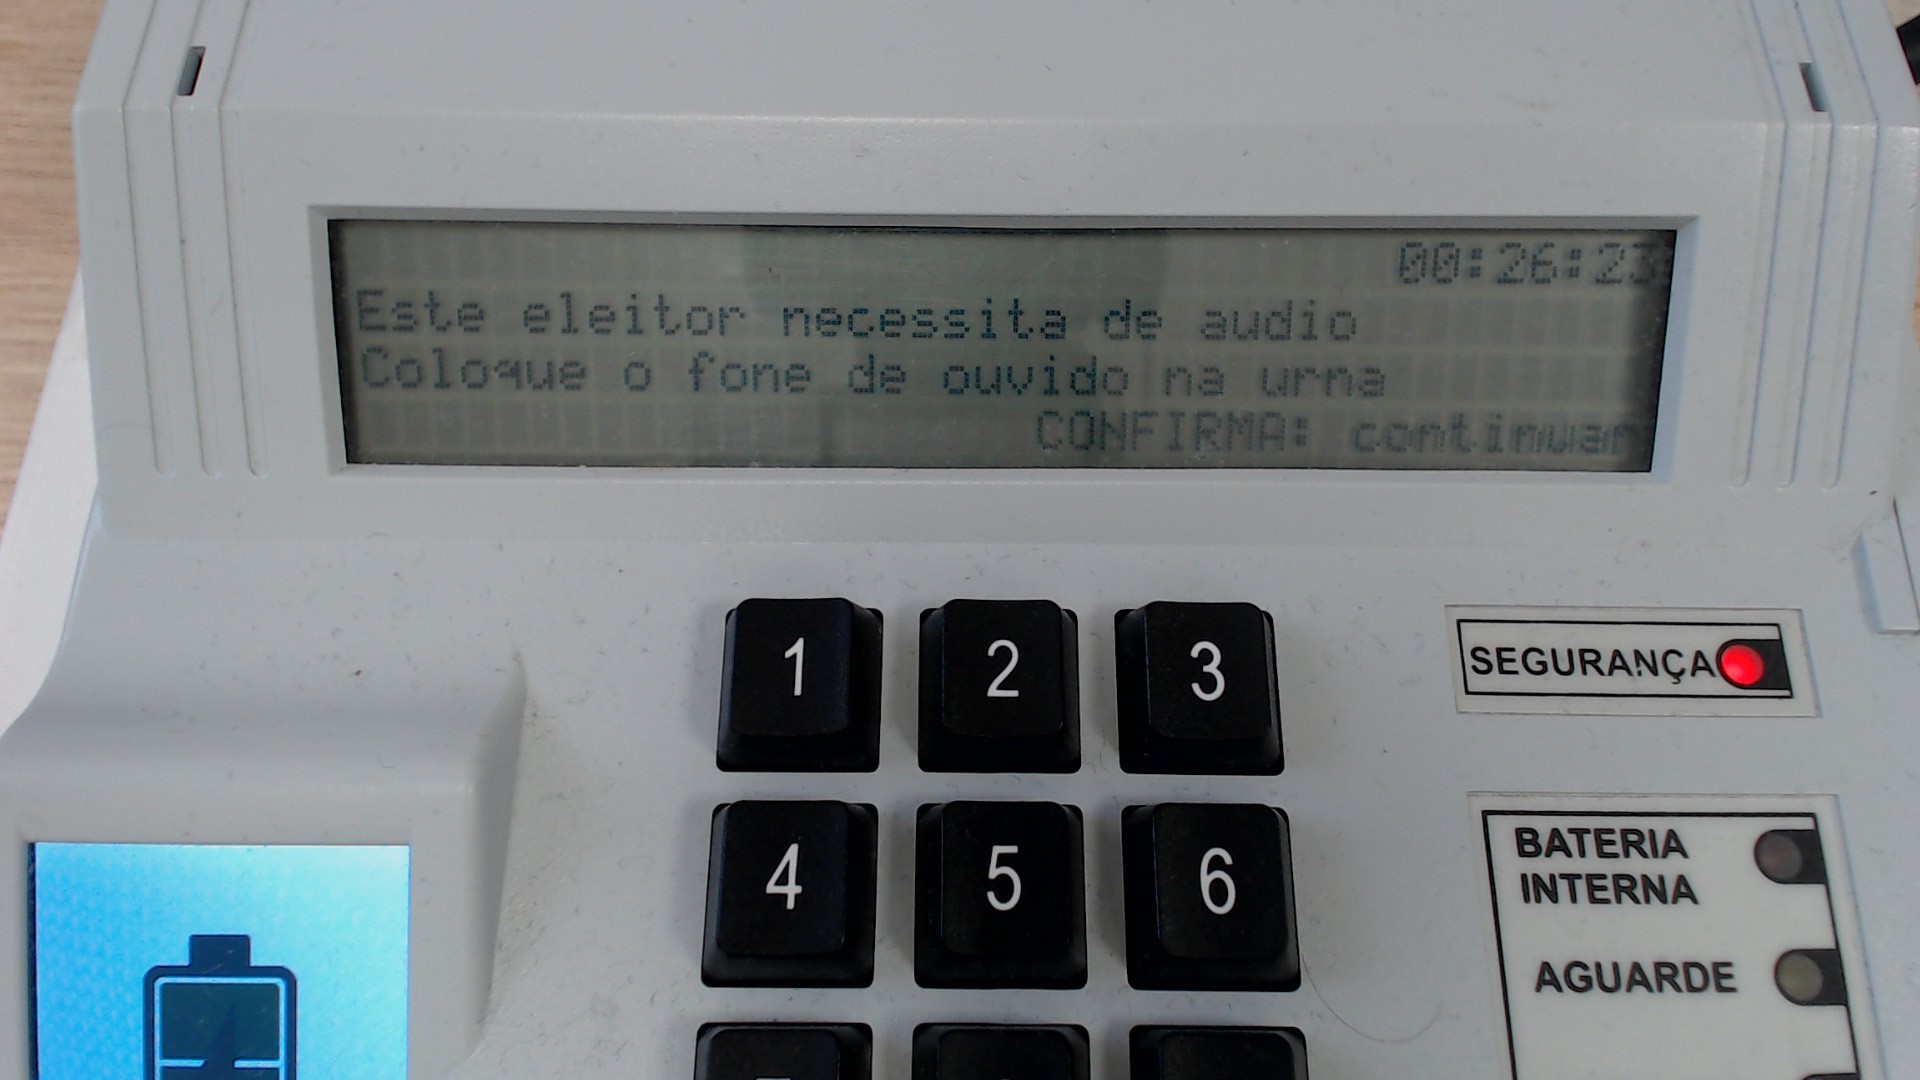 00:26:23
Este eleitor necessita de audio
Coloque o fone de ouvido na urna
CONFIRMA: continuar
1 2 3
SEGURANÇA
4 5 6
BATERIA
INTERNA
AGUARDE